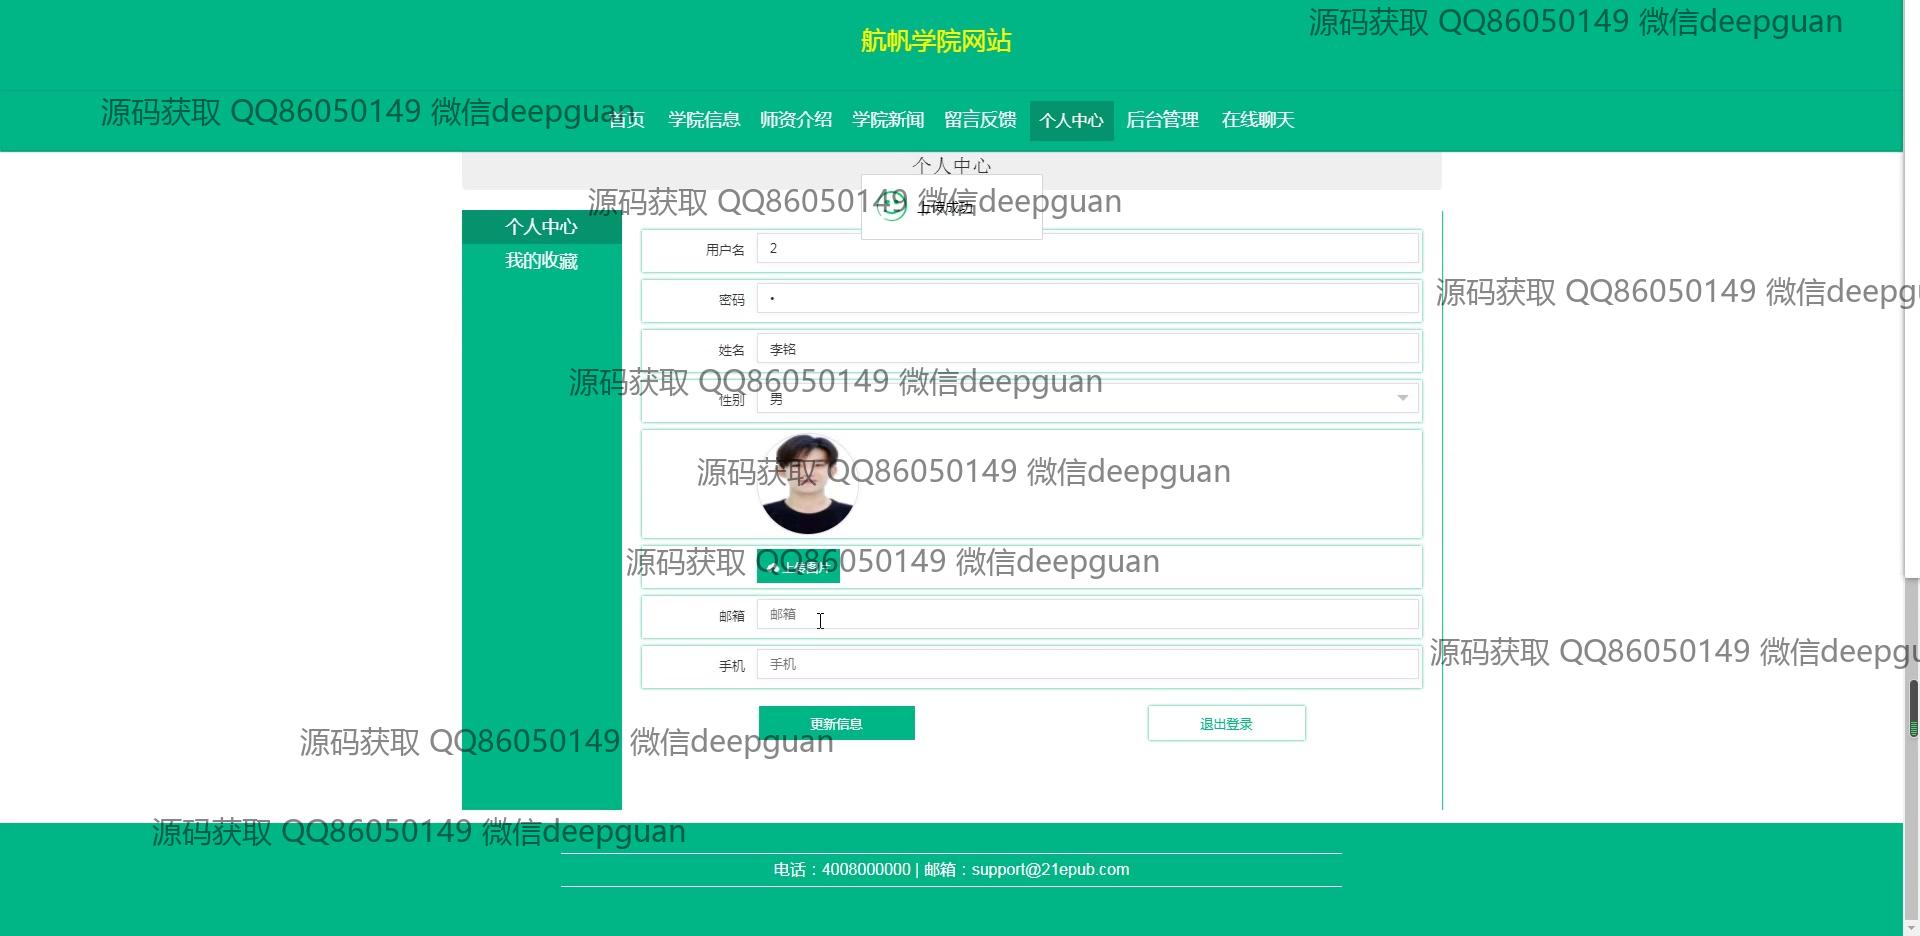 航帆学院网站
源码获取 QQ86050149 微信deepguan
源码获取 QQ86050149 微信deepguan
首页 学院信息 师资介绍 学院新闻 留言反馈 个人中心 后台管理 在线聊天
个人中心
源码获取 QQ86050149 微信deepguan
上传成功
个人中心
我的收藏
用户名 2
源码获取 QQ86050149 微信deepgu
密码 •
姓名 李铭
源码获取 QQ86050149 微信deepguan
性别 男
源码获取 QQ86050149 微信deepguan
源码获取 QQ86050149 微信deepguan
上传图片
邮箱 邮箱
源码获取 QQ86050149 微信deepgu
手机 手机
更新信息 退出登录
源码获取 QQ86050149 微信deepguan
源码获取 QQ86050149 微信deepguan
电话：4008000000 | 邮箱：support@21epub.com